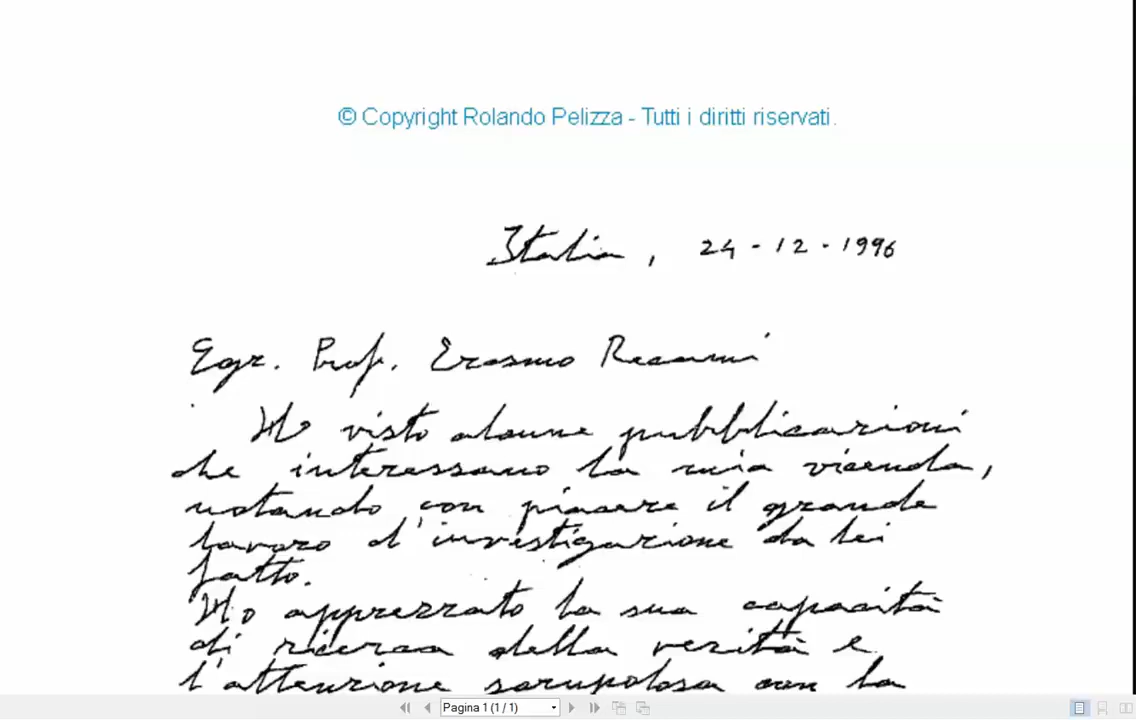 © Copyright Rolando Pelizza - Tutti i diritti riservati.
Italia, 24-12-1996
Egr. Prof. Erasmo Recami
Ho visto alcune pubblicazioni
che interessano la mia vicenda,
notando con piacere il grande
lavoro d'investigazione da lei
fatto.
Ho apprezzato la sua capacità
di ricerca della verità e
l'attenzione scrupolosa con la
Pagina 1 (1 / 1)